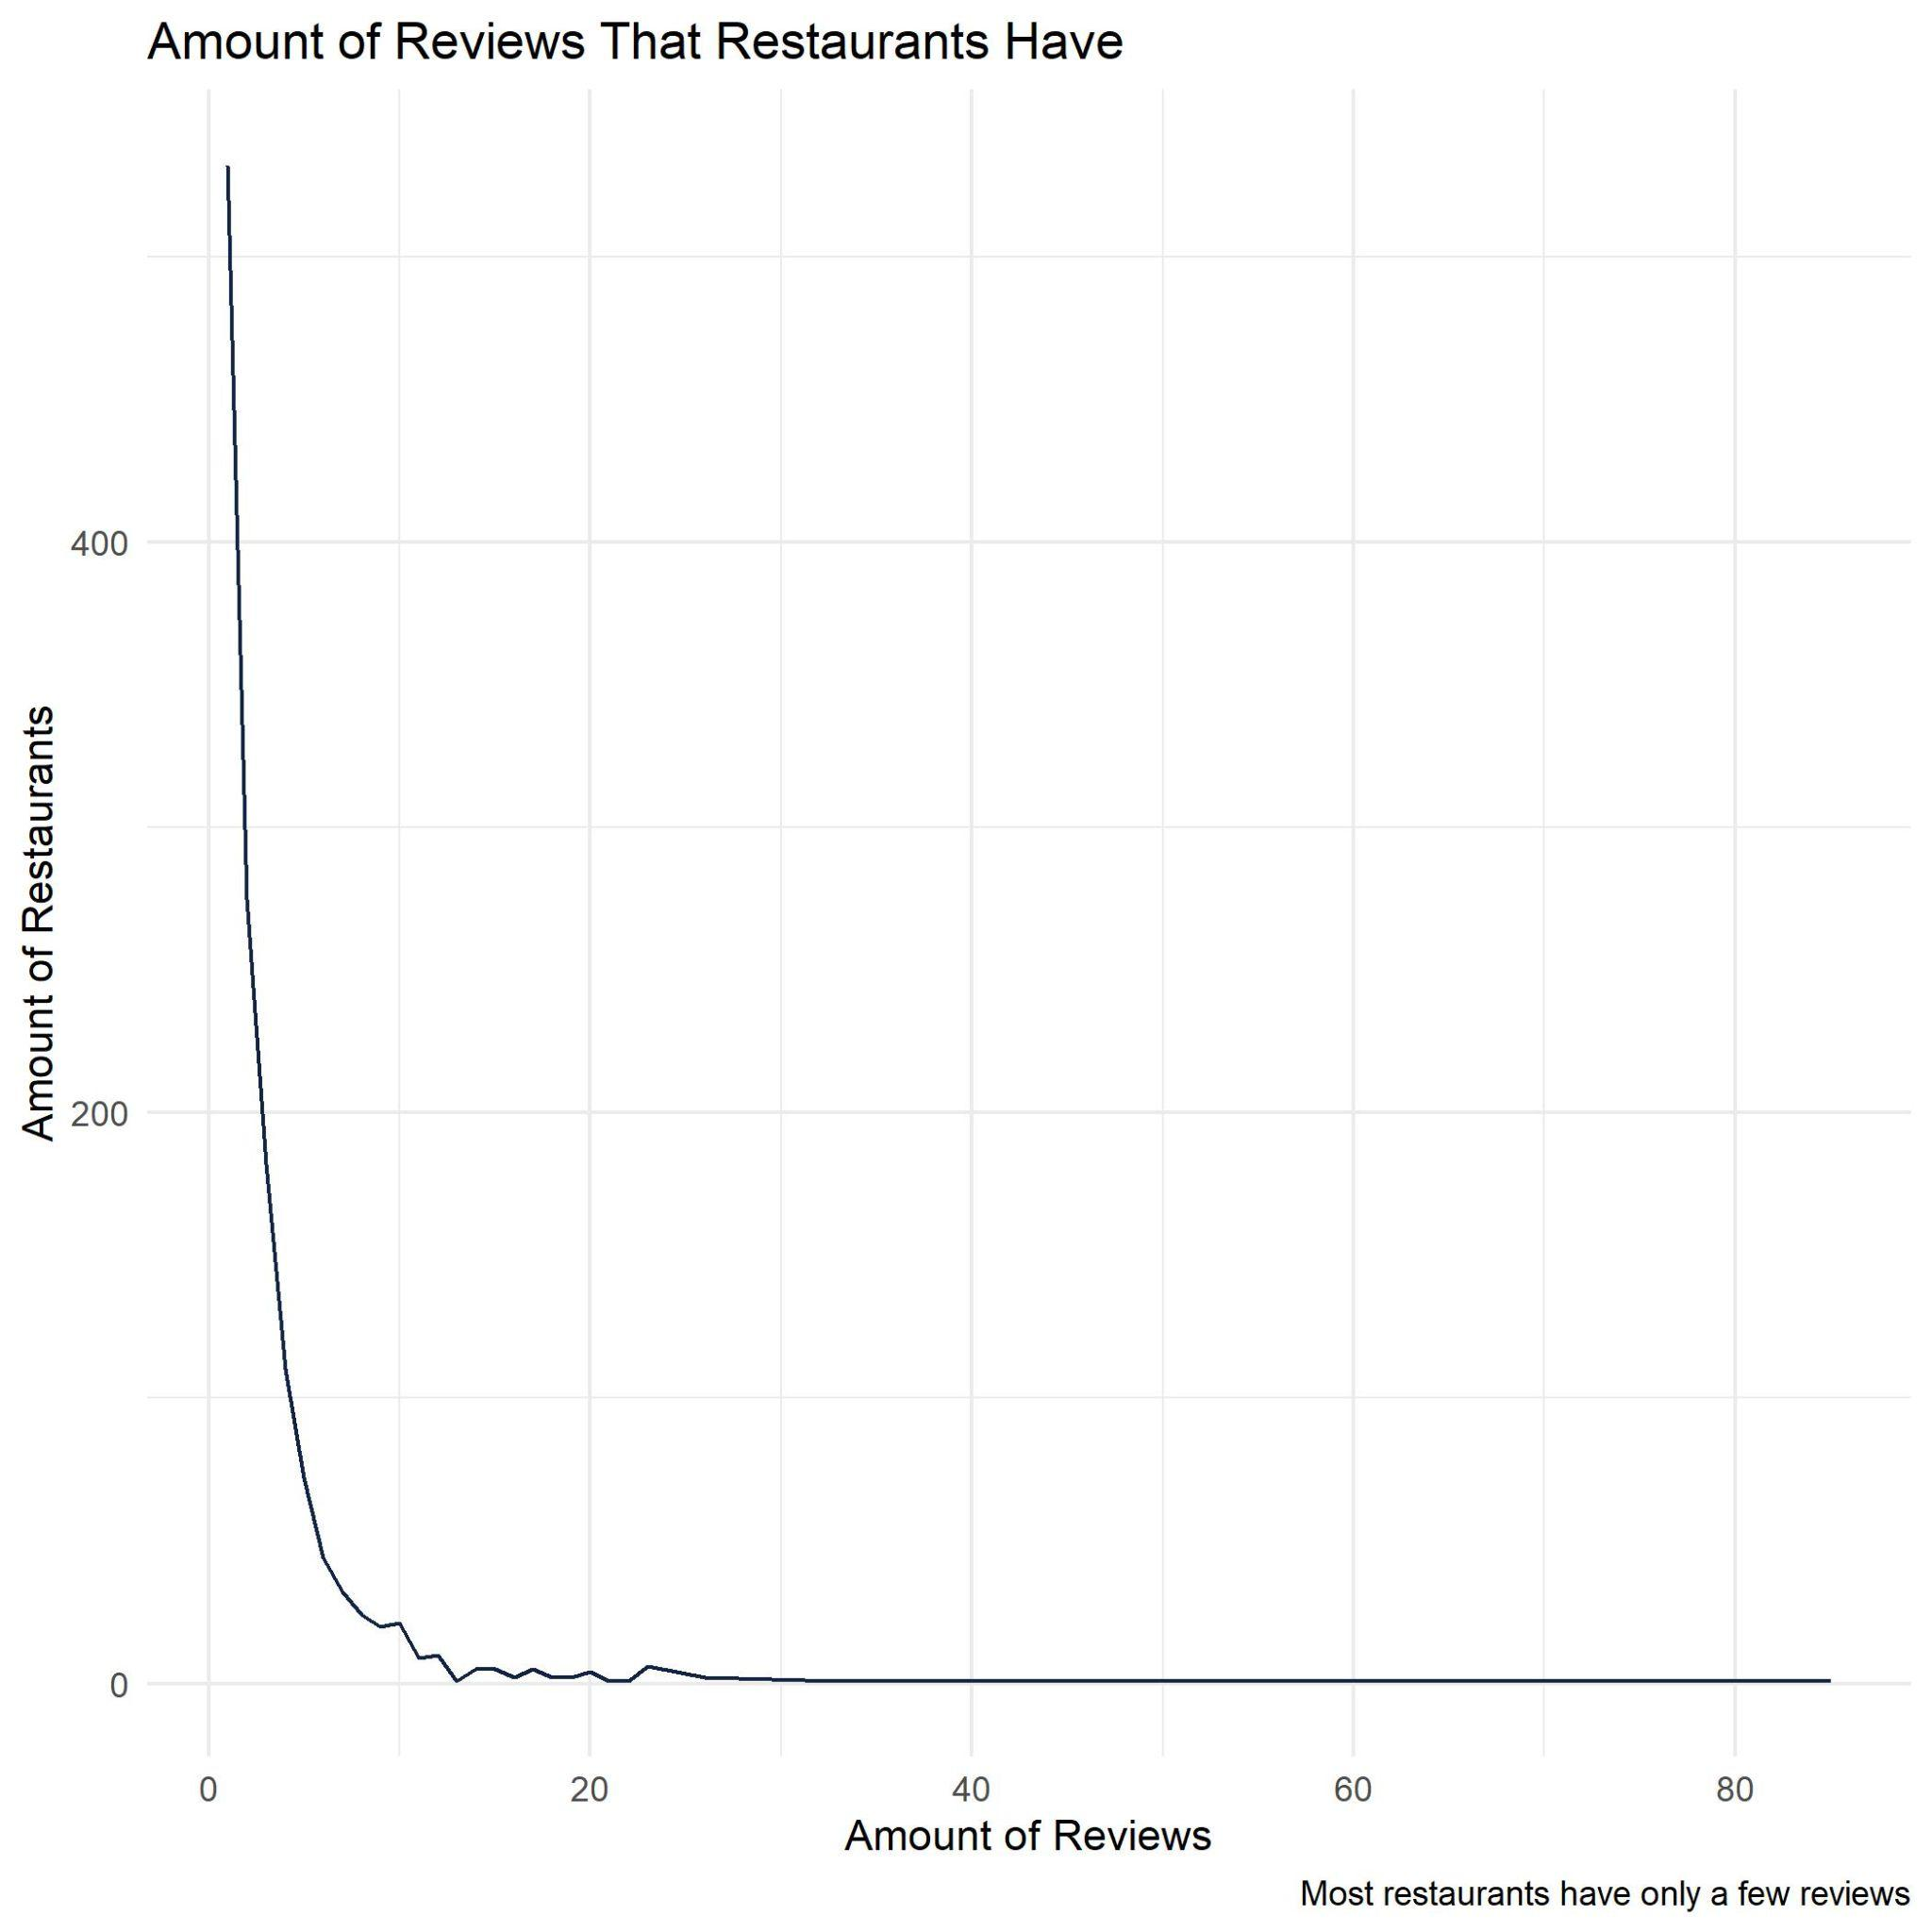 Amount of Reviews That Restaurants Have
Amount of Restaurants
400
200
0
0 20 40 60 80
Amount of Reviews
Most restaurants have only a few reviews